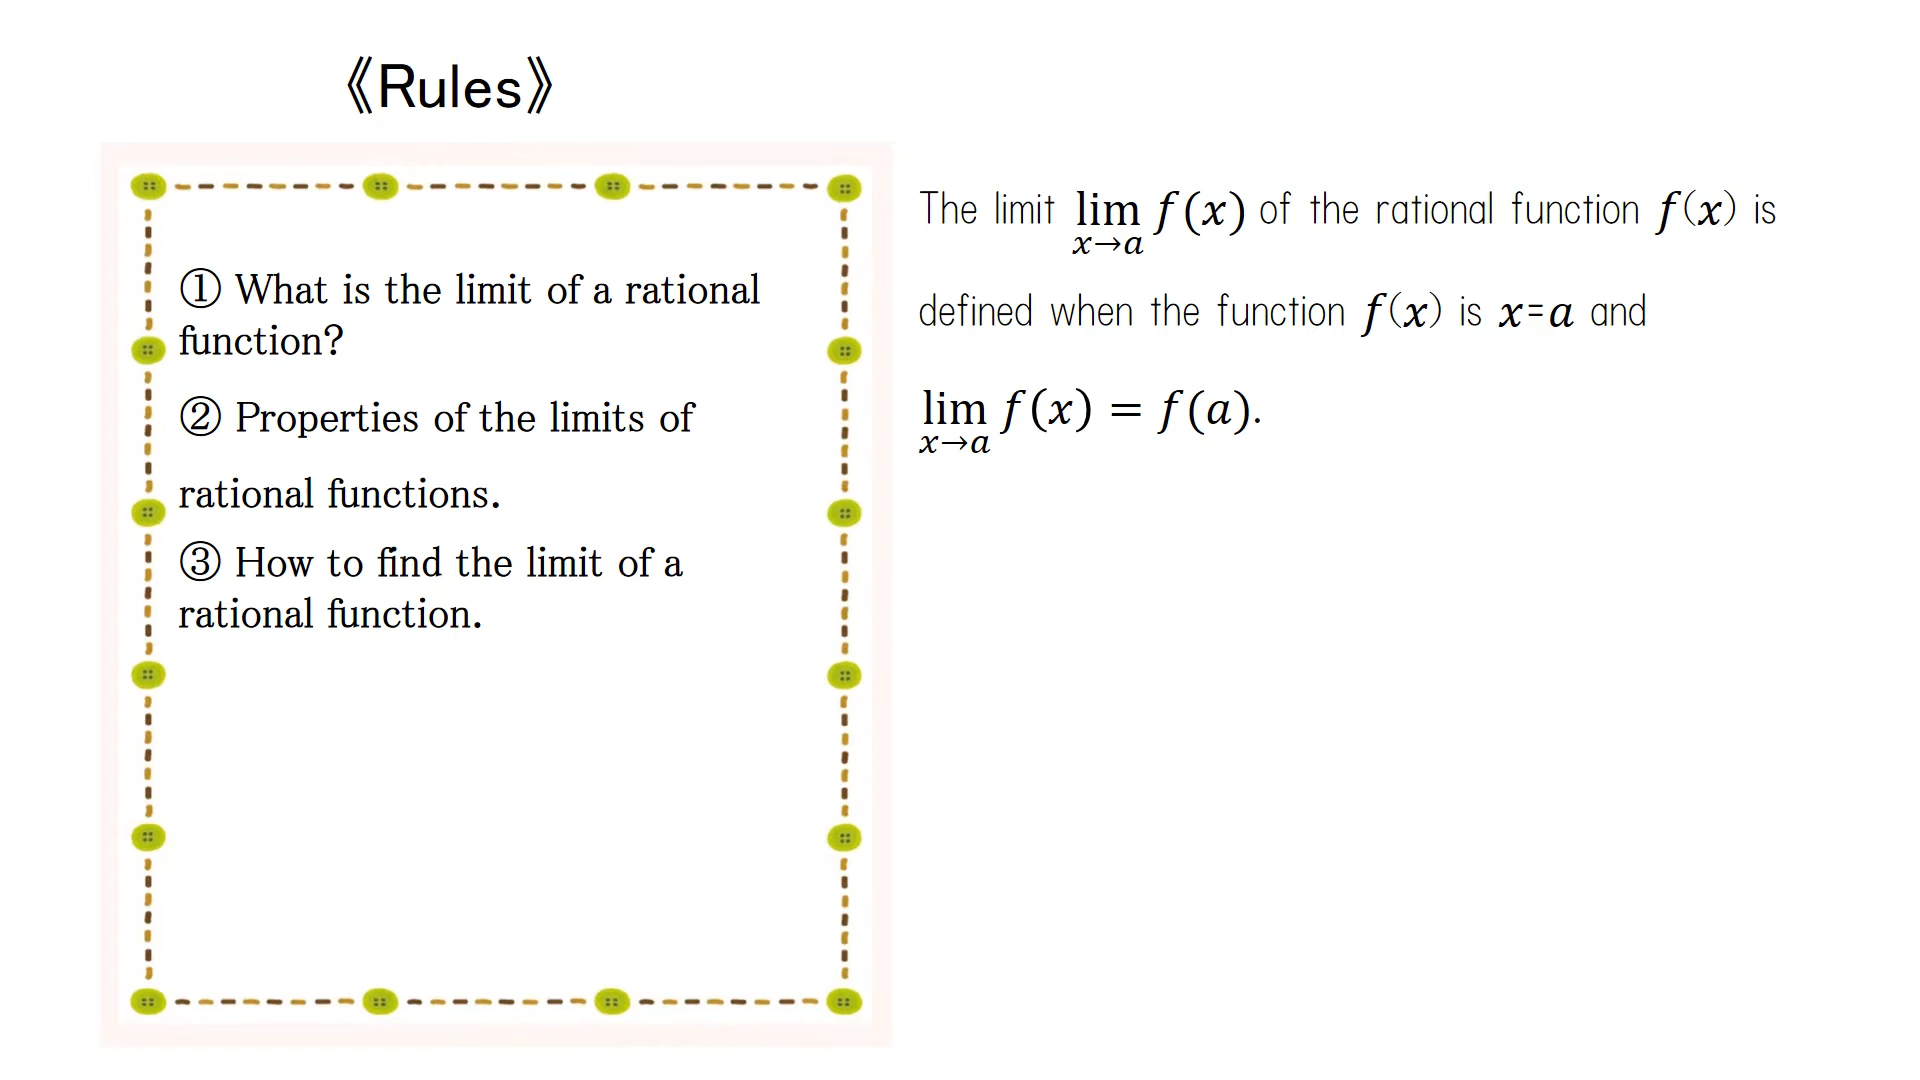 《Rules》
① What is the limit of a rational
function?
② Properties of the limits of
rational functions.
③ How to find the limit of a
rational function.
The limit lim f(x) of the rational function f(x) is
x→a
defined when the function f(x) is x=a and
lim f(x) = f(a).
x→a